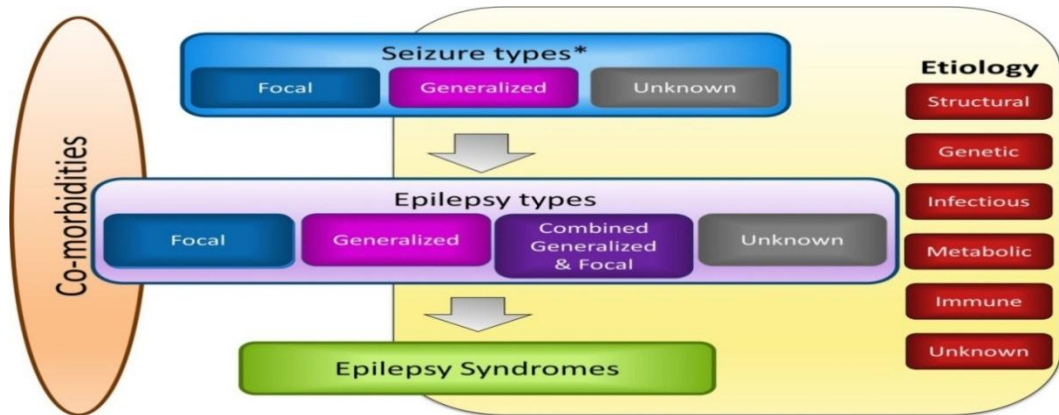 Co-morbidities
Seizure types*
Focal
Generalized
Unknown
Epilepsy types
Focal
Generalized
Combined
Generalized
& Focal
Unknown
Epilepsy Syndromes
Etiology
Structural
Genetic
Infectious
Metabolic
Immune
Unknown